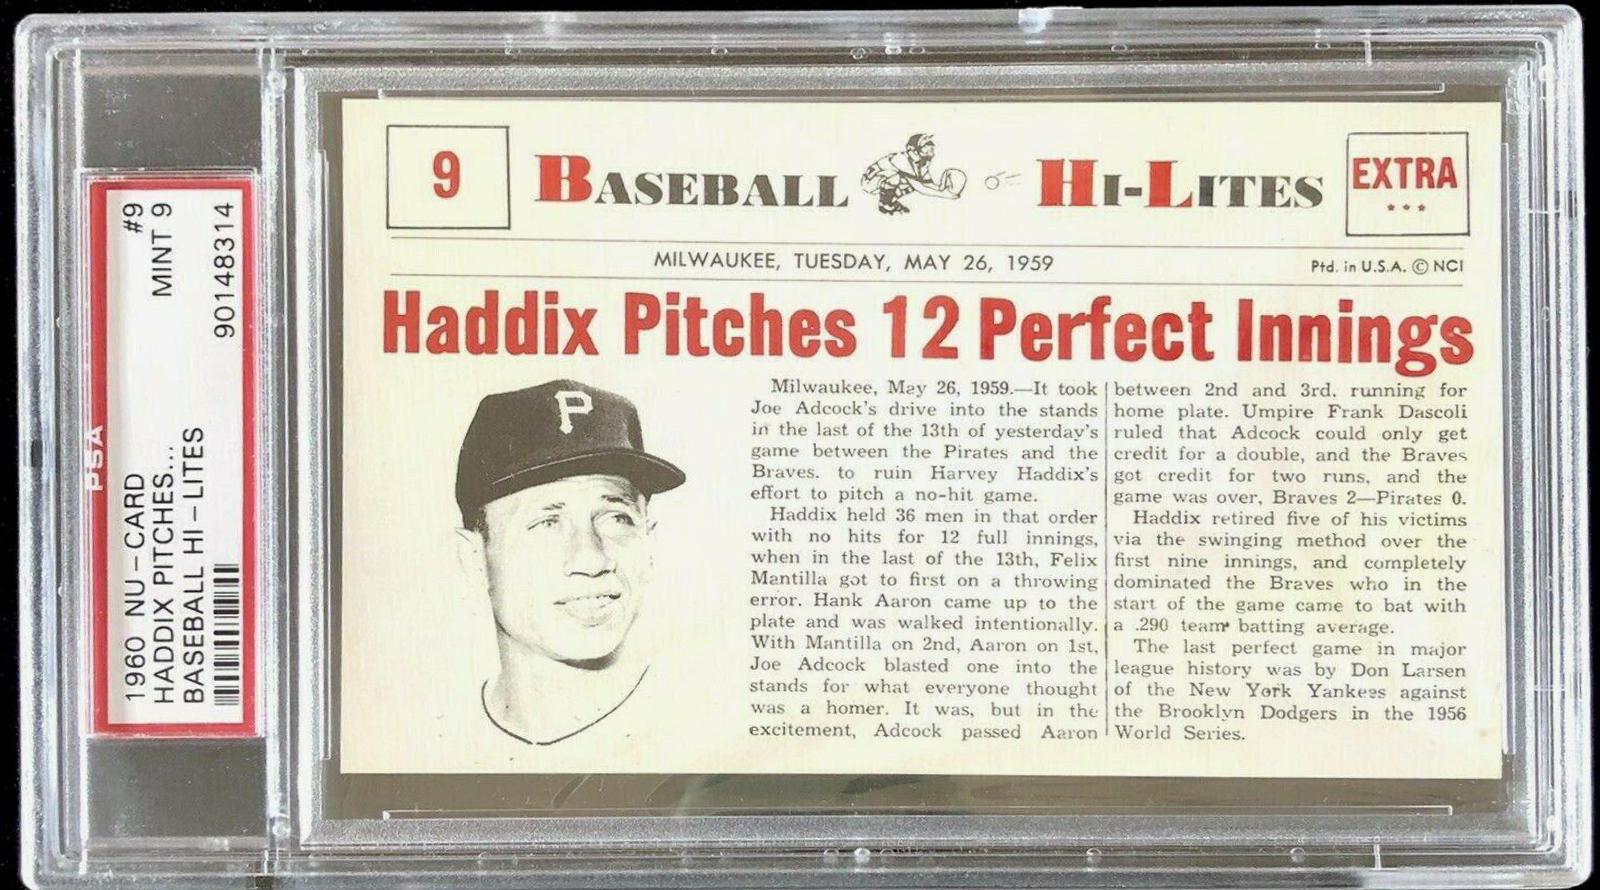 #9
MINT 9
90148314
PSA
1960 NU-CARD
HADDIX PITCHES...
BASEBALL HI-LITES
9
BASEBALL HI-LITES
EXTRA
MILWAUKEE, TUESDAY, MAY 26, 1959
Ptd. in U.S.A. © NCI
Haddix Pitches 12 Perfect Innings
P
Milwaukee, May 26, 1959.—It took
Joe Adcock's drive into the stands
in the last of the 13th of yesterday's
game between the Pirates and the
Braves. to ruin Harvey Haddix's
effort to pitch a no-hit game.
Haddix held 36 men in that order
with no hits for 12 full innings,
when in the last of the 13th, Felix
Mantilla got to first on a throwing
error. Hank Aaron came up to the
plate and was walked intentionally.
With Mantilla on 2nd, Aaron on 1st,
Joe Adcock blasted one into the
stands for what everyone thought
was a homer. It was, but in the
excitement, Adcock passed Aaron
between 2nd and 3rd, running for
home plate. Umpire Frank Dascoli
ruled that Adcock could only get
credit for a double, and the Braves
got credit for two runs, and the
game was over, Braves 2—Pirates 0.
Haddix retired five of his victims
via the swinging method over the
first nine innings, and completely
dominated the Braves who in the
start of the game came to bat with
a .290 team batting average.
The last perfect game in major
league history was by Don Larsen
of the New York Yankees against
the Brooklyn Dodgers in the 1956
World Series.